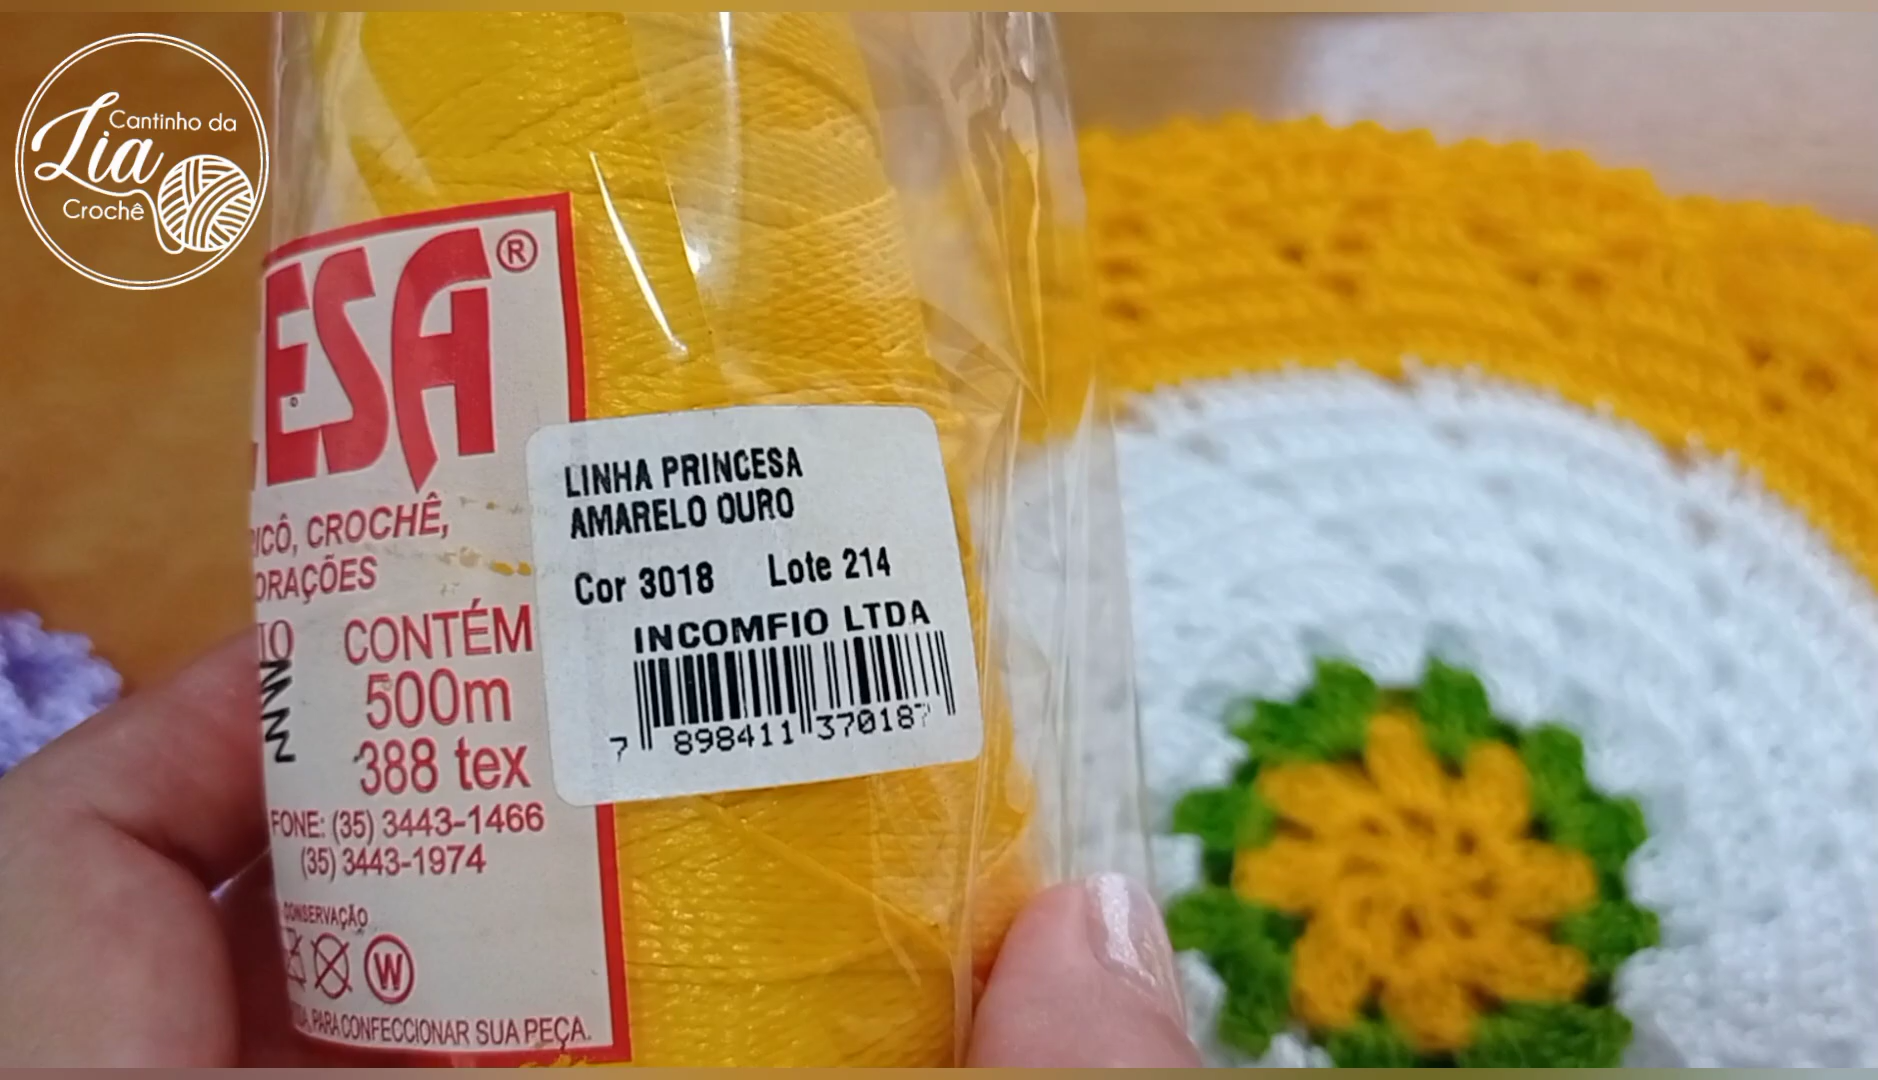 Cantinho da
Lia
Crochê
ESA®
CROCHÊ,
CONTÉM
500m
388 tex
FONE: (35) 3443-1466
(35) 3443-1974
CONSERVAÇÃO
W
PARA CONFECCIONAR SUA PEÇA.
LINHA PRINCESA
AMARELO OURO
Cor 3018 Lote 214
INCOMFIO LTDA
7 898411 370187